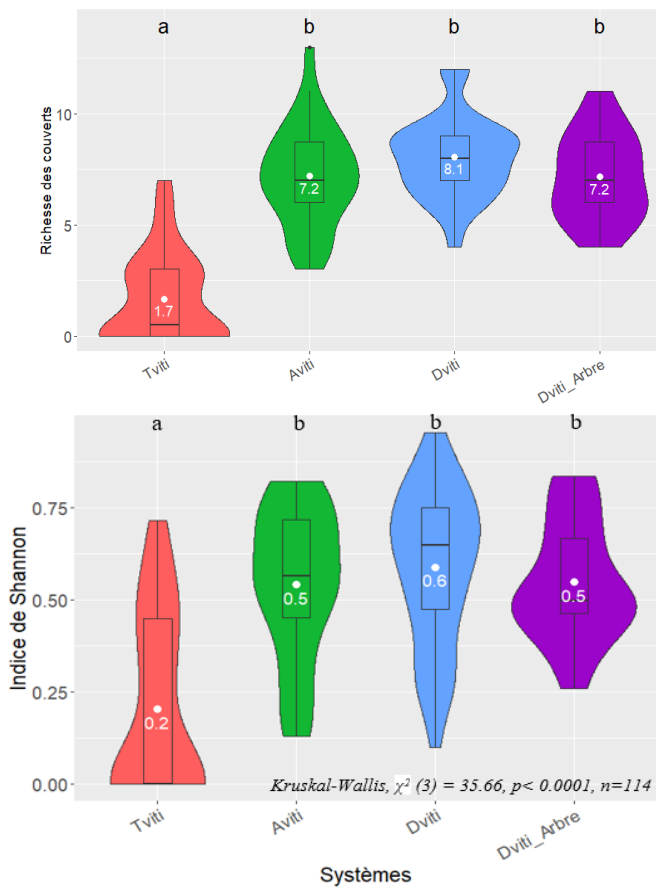 a b b b
Richesse des couverts
10
5
0
1.7
7.2
8.1
7.2
Tviti Aviti Dviti Dviti_Arbre
a b b b
Indice de Shannon
0.75
0.50
0.25
0.00
0.2
0.5
0.6
0.5
Kruskal-Wallis, χ² (3) = 35.66, p< 0.0001, n=114
Tviti Aviti Dviti Dviti_Arbre
Systèmes